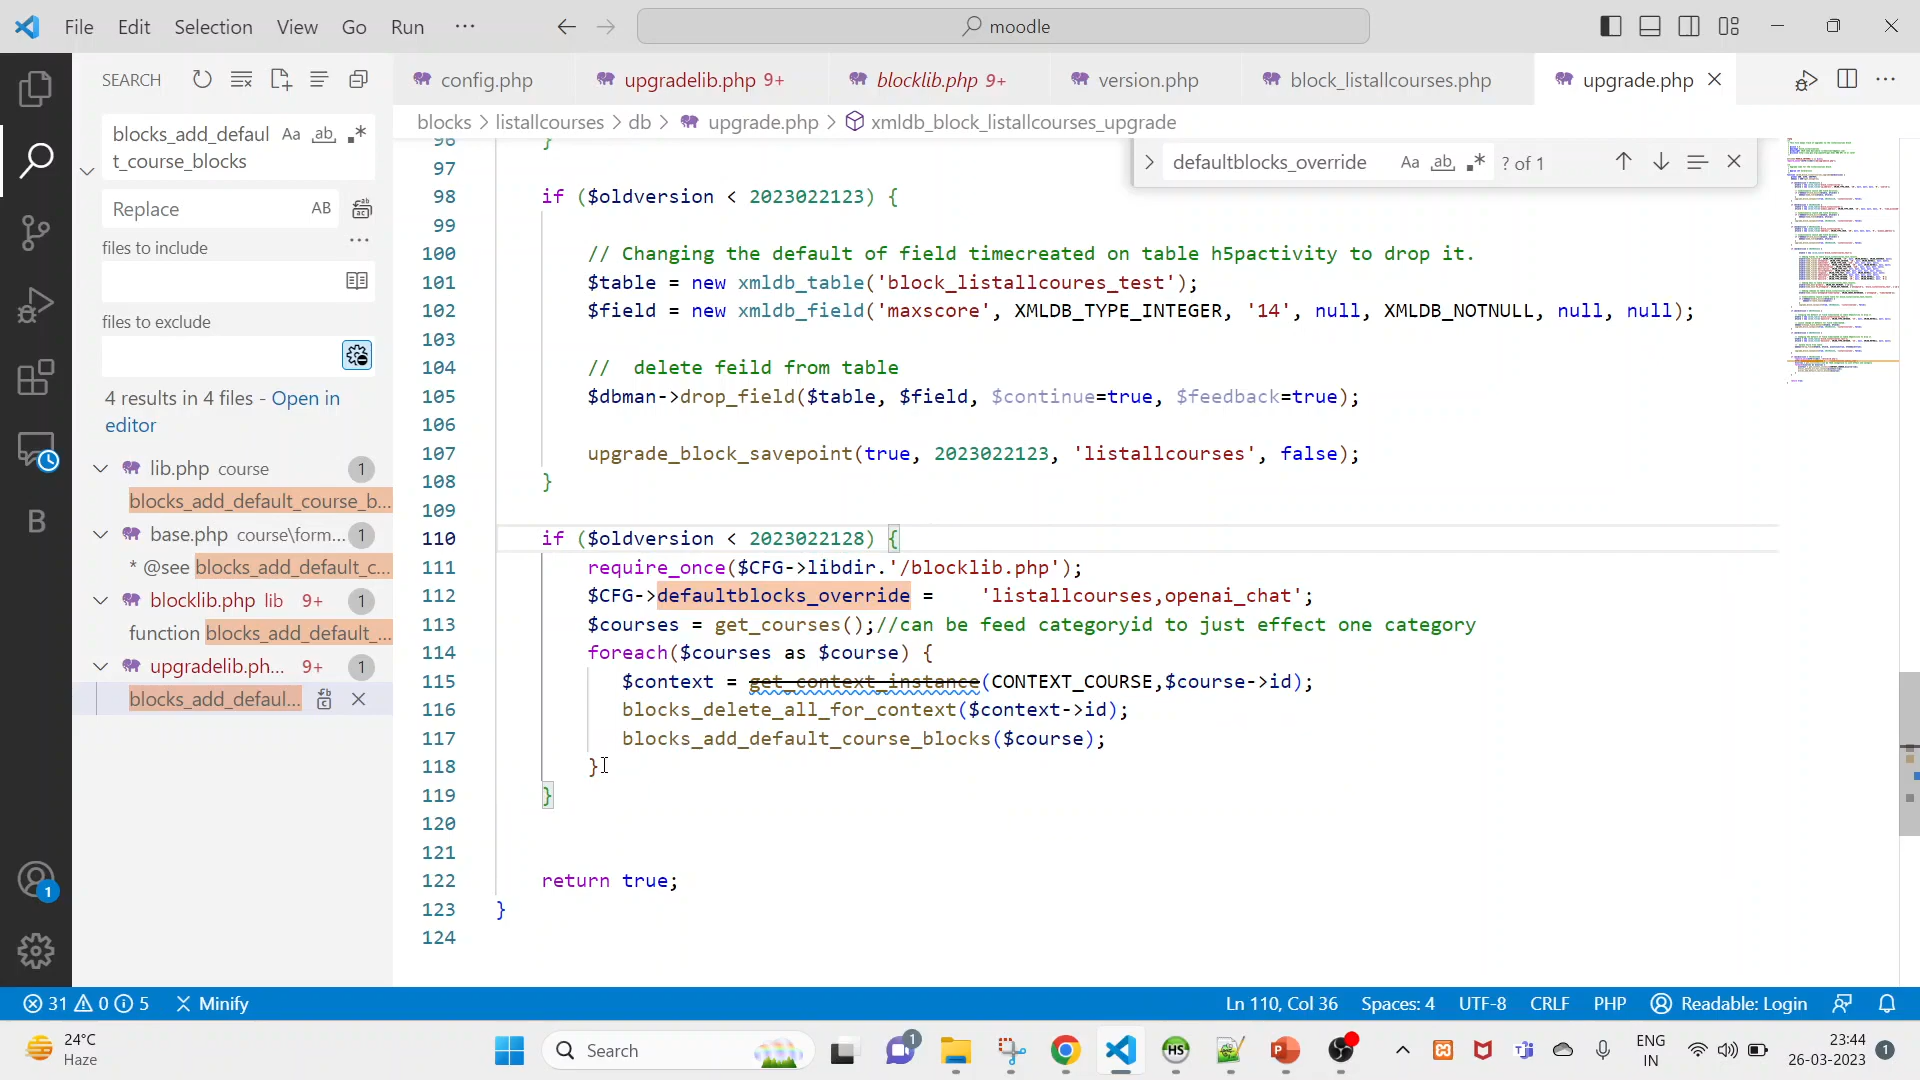 File Edit Selection View Go Run ··· moodle
SEARCH
config.php upgradelib.php 9+ blocklib.php 9+ version.php block_listallcourses.php upgrade.php
blocks > listallcourses > db > upgrade.php > xmldb_block_listallcourses_upgrade
blocks_add_defaul
t_course_blocks
Aa ab
Replace AB
files to include
files to exclude
4 results in 4 files - Open in
editor
lib.php course 1
blocks_add_default_course_b...
base.php course\form... 1
* @see blocks_add_default_c...
blocklib.php lib 9+ 1
function blocks_add_default_...
upgradelib.ph... 9+ 1
blocks_add_defaul...
defaultblocks_override Aa ab ? of 1
96 }
97
98 if ($oldversion < 2023022123) {
99
100 // Changing the default of field timecreated on table h5pactivity to drop it.
101 $table = new xmldb_table('block_listallcoures_test');
102 $field = new xmldb_field('maxscore', XMLDB_TYPE_INTEGER, '14', null, XMLDB_NOTNULL, null, null);
103
104 //  delete feild from table
105 $dbman->drop_field($table, $field, $continue=true, $feedback=true);
106
107 upgrade_block_savepoint(true, 2023022123, 'listallcourses', false);
108 }
109
110 if ($oldversion < 2023022128) {
111 require_once($CFG->libdir.'/blocklib.php');
112 $CFG->defaultblocks_override =    'listallcourses,openai_chat';
113 $courses = get_courses();//can be feed categoryid to just effect one category
114 foreach($courses as $course) {
115 $context = get_context_instance(CONTEXT_COURSE,$course->id);
116 blocks_delete_all_for_context($context->id);
117 blocks_add_default_course_blocks($course);
118 }
119 }
120
121
122 return true;
123 }
124
B
1
31 0 5 Minify Ln 110, Col 36 Spaces: 4 UTF-8 CRLF PHP Readable: Login
24°C
Haze
Search
1
HS
ENG
IN
23:44
26-03-2023
1